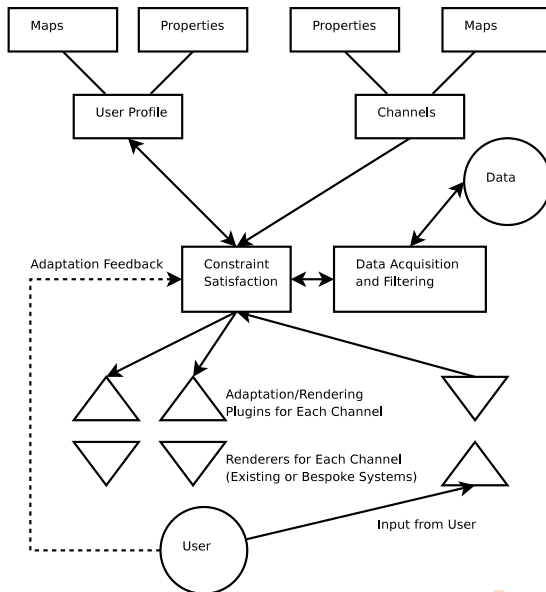 Maps
Properties
Properties
Maps
User Profile
Channels
Data
Adaptation Feedback
Constraint
Satisfaction
Data Acquisition
and Filtering
Adaptation/Rendering
Plugins for Each Channel
Renderers for Each Channel
(Existing or Bespoke Systems)
Input from User
User